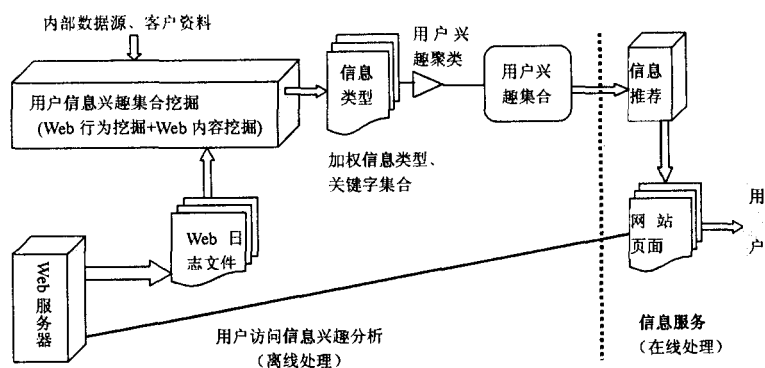 内部数据源、客户资料
用户信息兴趣集合挖掘
(Web 行为挖掘+Web 内容挖掘)
信息
类型
用户兴
趣聚类
用户兴
趣集合
信息
推荐
加权信息类型、
关键字集合
Web 日
志文件
Web服务器
网站
页面
用
户
用户访问信息兴趣分析
（离线处理）
信息服务
（在线处理）